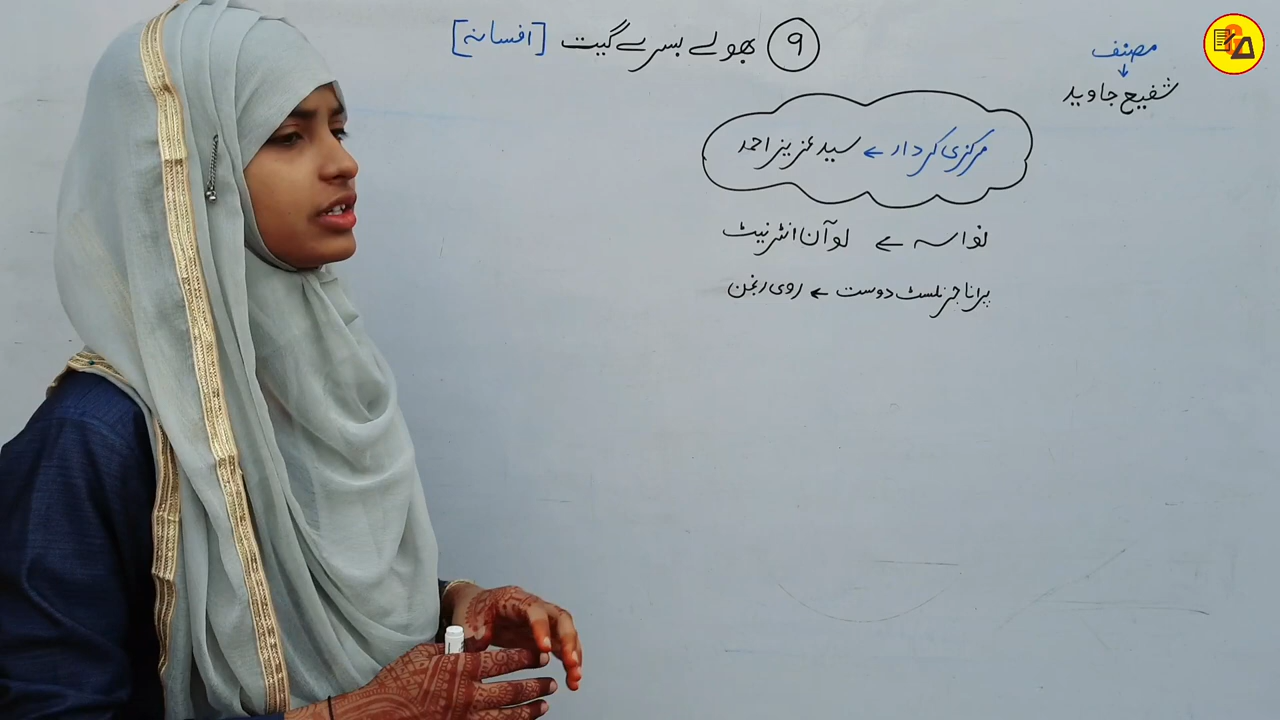 ۹ بھولے بسرے گیت [افسانہ]
مصنف
↓
شفیع جاوید
مرکزی کردار ← سید عزیز احمد
نواسہ ← لو آن انٹرنیٹ
پرانا جرنلسٹ دوست ← روی رنجن